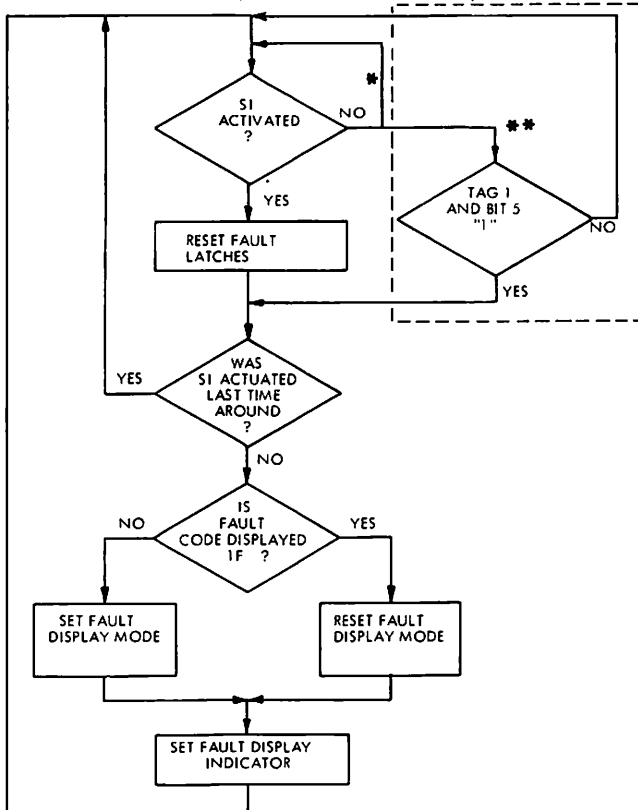 S1
ACTIVATED
?
NO
*
**
YES
TAG 1
AND BIT 5
"1"
NO
YES
RESET FAULT
LATCHES
WAS
S1 ACTUATED
LAST TIME
AROUND
?
YES
NO
IS
FAULT
CODE DISPLAYED
1F ?
NO
YES
SET FAULT
DISPLAY MODE
RESET FAULT
DISPLAY MODE
SET FAULT DISPLAY
INDICATOR